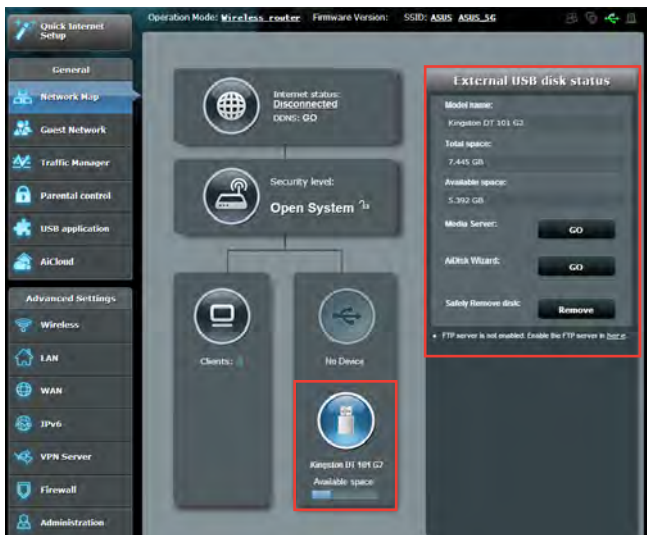 Quick Internet
Setup
Operation Mode: Wireless router Firmware Version: SSID: ASUS ASUS_5G
General
Network Map
Guest Network
Traffic Manager
Parental control
USB application
AiCloud
Advanced Settings
Wireless
LAN
WAN
IPv6
VPN Server
Firewall
Administration
Internet status:
Disconnected
DDNS: GO
Security level:
Open System
Clients:
No Device
Kingston DT 101 G2
Available space
External USB disk status
Model name:
Kingston DT 101 G2
Total space:
7.445 GB
Available space:
5.392 GB
Media Server:
GO
AiDisk Wizard:
GO
Safely Remove disk:
Remove
• FTP server is not enabled. Enable the FTP server in here.